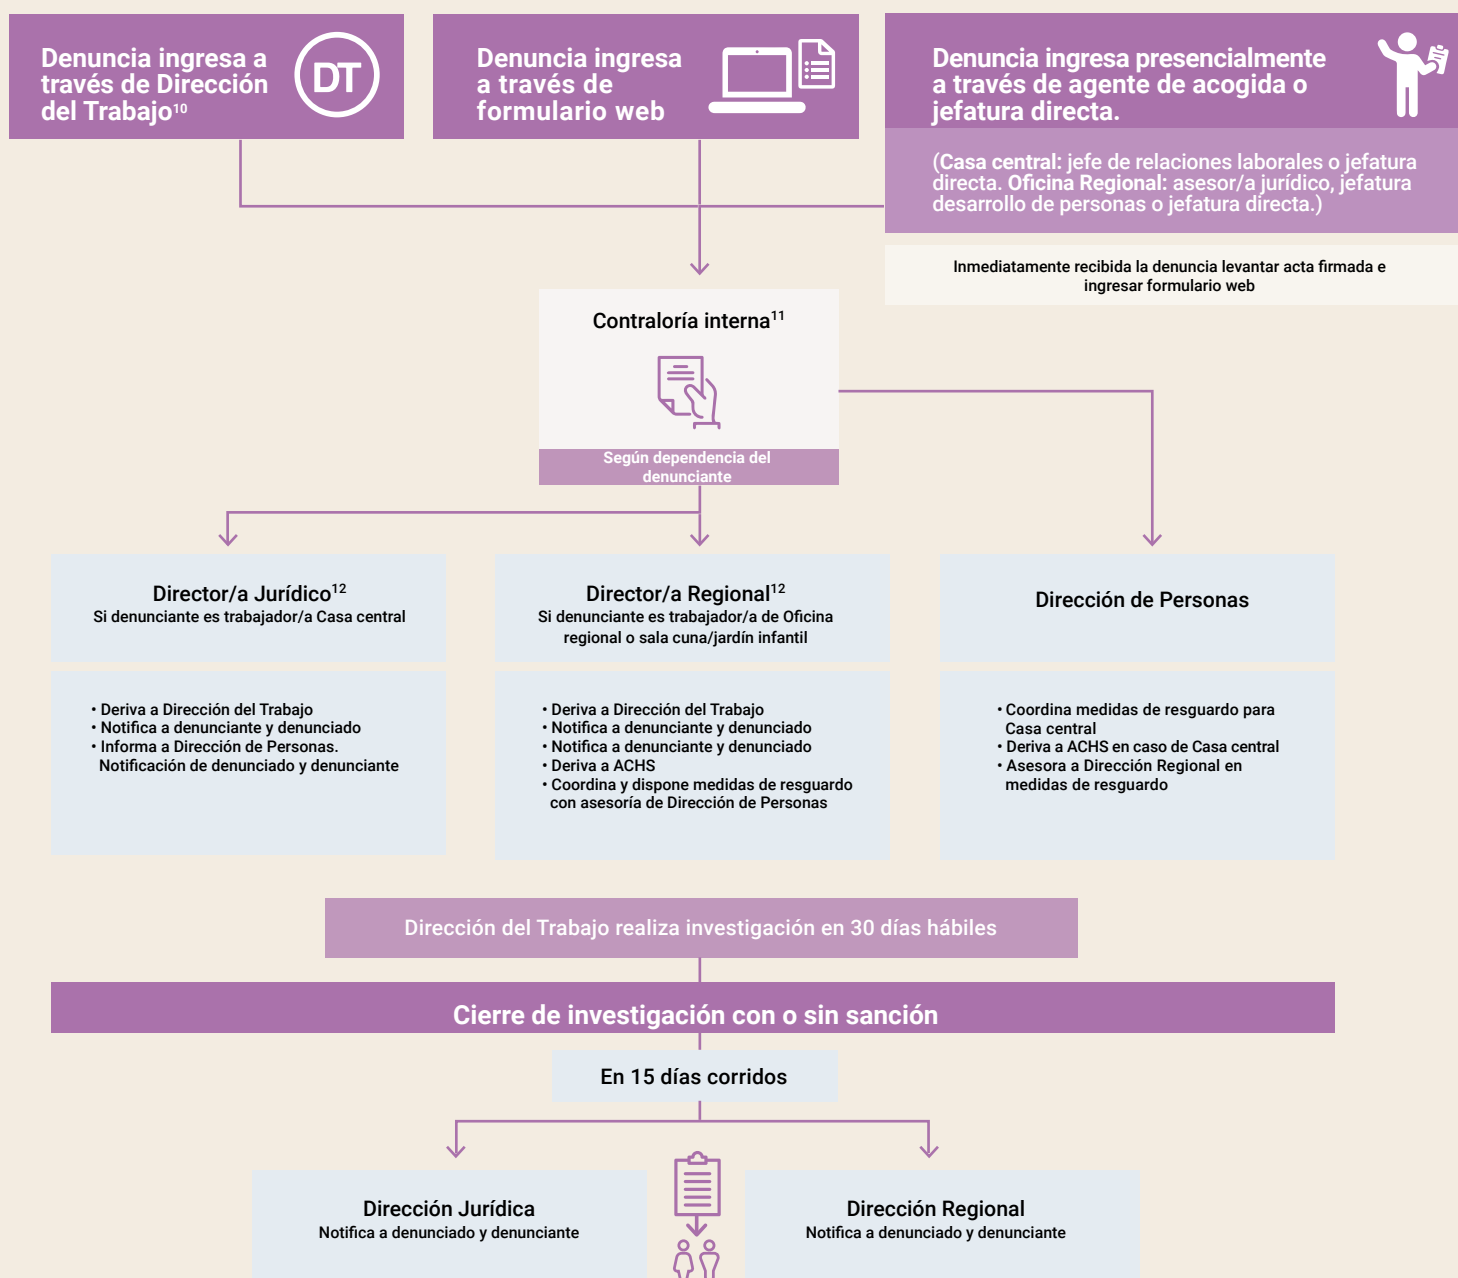 Denuncia ingresa a
través de Dirección
del Trabajo¹⁰
DT
Denuncia ingresa
a través de
formulario web
Denuncia ingresa presencialmente
a través de agente de acogida o
jefatura directa.
(Casa central: jefe de relaciones laborales o jefatura
directa. Oficina Regional: asesor/a jurídico, jefatura
desarrollo de personas o jefatura directa.)
Inmediatamente recibida la denuncia levantar acta firmada e
ingresar formulario web
Contraloría interna¹¹
Según dependencia del
denunciante
Director/a Jurídico¹²
Si denunciante es trabajador/a Casa central
• Deriva a Dirección del Trabajo
• Notifica a denunciante y denunciado
• Informa a Dirección de Personas.
Notificación de denunciado y denunciante
Director/a Regional¹²
Si denunciante es trabajador/a de Oficina
regional o sala cuna/jardín infantil
• Deriva a Dirección del Trabajo
• Notifica a denunciante y denunciado
• Notifica a denunciante y denunciado
• Deriva a ACHS
• Coordina y dispone medidas de resguardo
con asesoría de Dirección de Personas
Dirección de Personas
• Coordina medidas de resguardo para
Casa central
• Deriva a ACHS en caso de Casa central
• Asesora a Dirección Regional en
medidas de resguardo
Dirección del Trabajo realiza investigación en 30 días hábiles
Cierre de investigación con o sin sanción
En 15 días corridos
Dirección Jurídica
Notifica a denunciado y denunciante
Dirección Regional
Notifica a denunciado y denunciante